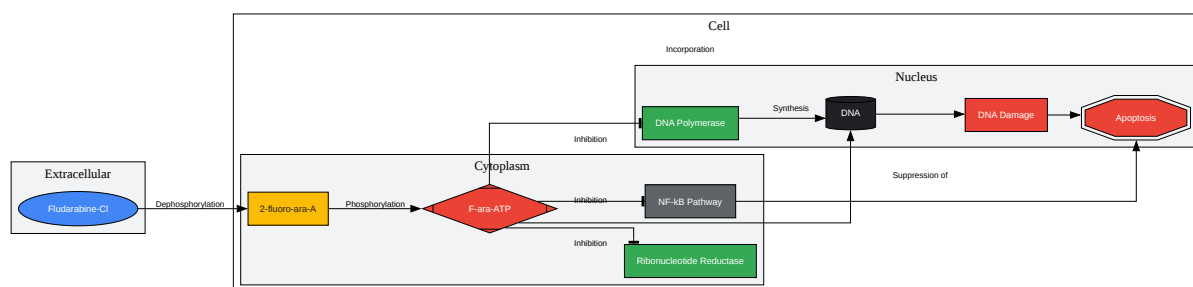 Cell
Incorporation
Nucleus
DNA Polymerase
Synthesis
DNA
DNA Damage
Apoptosis
Inhibition
Extracellular
Cytoplasm
Suppression of
Fludarabine-Cl
Dephosphorylation
2-fluoro-ara-A
Phosphorylation
F-ara-ATP
Inhibition
NF-kB Pathway
Inhibition
Ribonucleotide Reductase